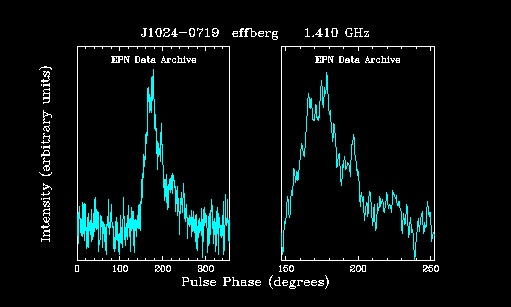 J1024-0719 effberg 1.410 GHz
EPN Data Archive
EPN Data Archive
Intensity (arbitrary units)
0 100 200 300
150 200 250
Pulse Phase (degrees)